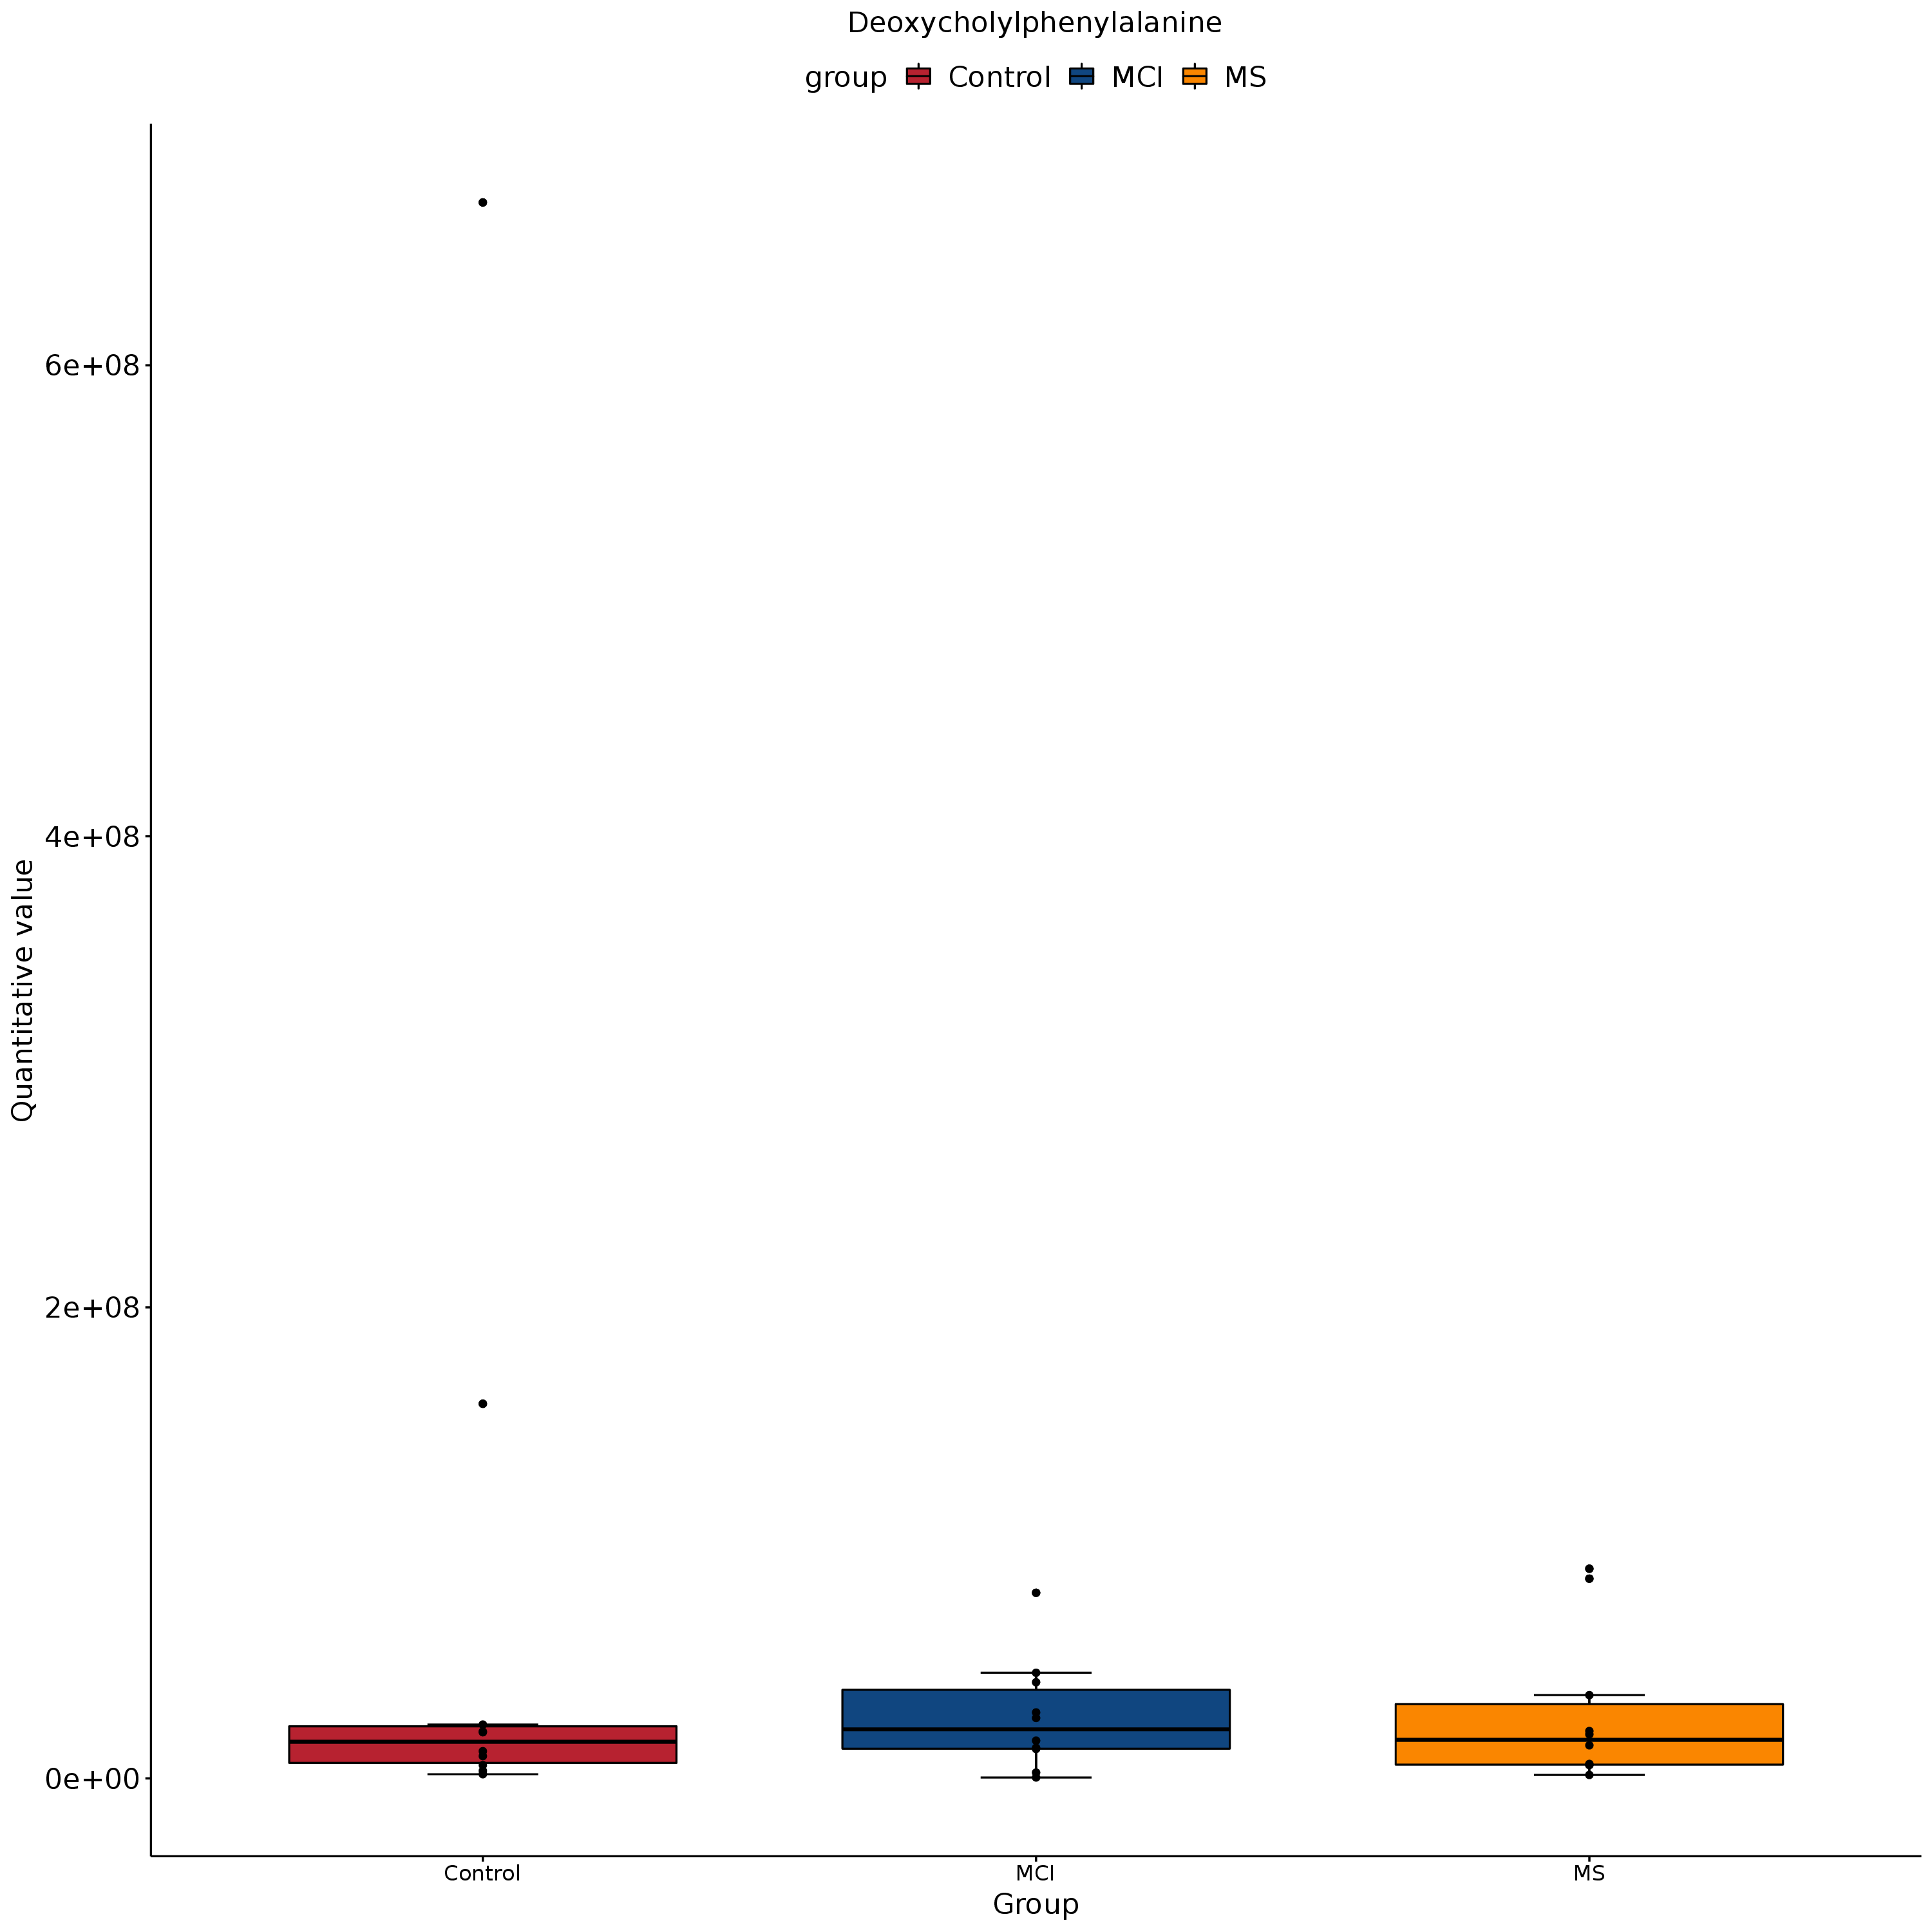 Deoxycholylphenylalanine
group Control MCI MS
6e+08
4e+08
2e+08
0e+00
Quantitative value
Control MCI MS
Group